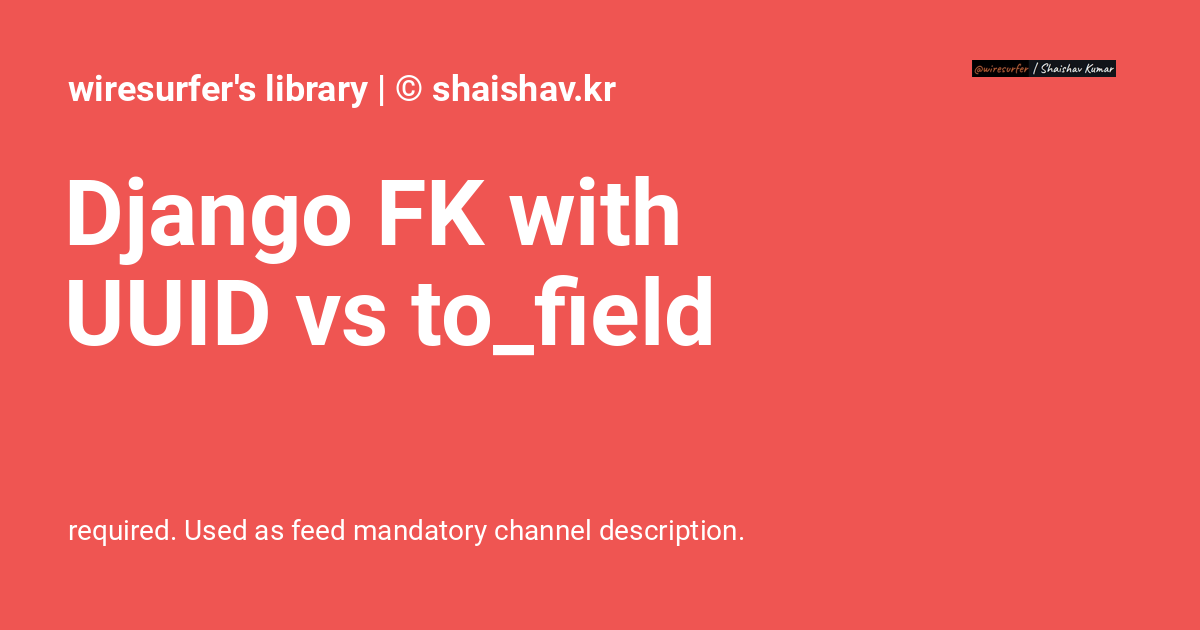 wiresurfer's library | © shaishav.kr
@wiresurfer | Shaishav Kumar
Django FK with
UUID vs to_field
required. Used as feed mandatory channel description.